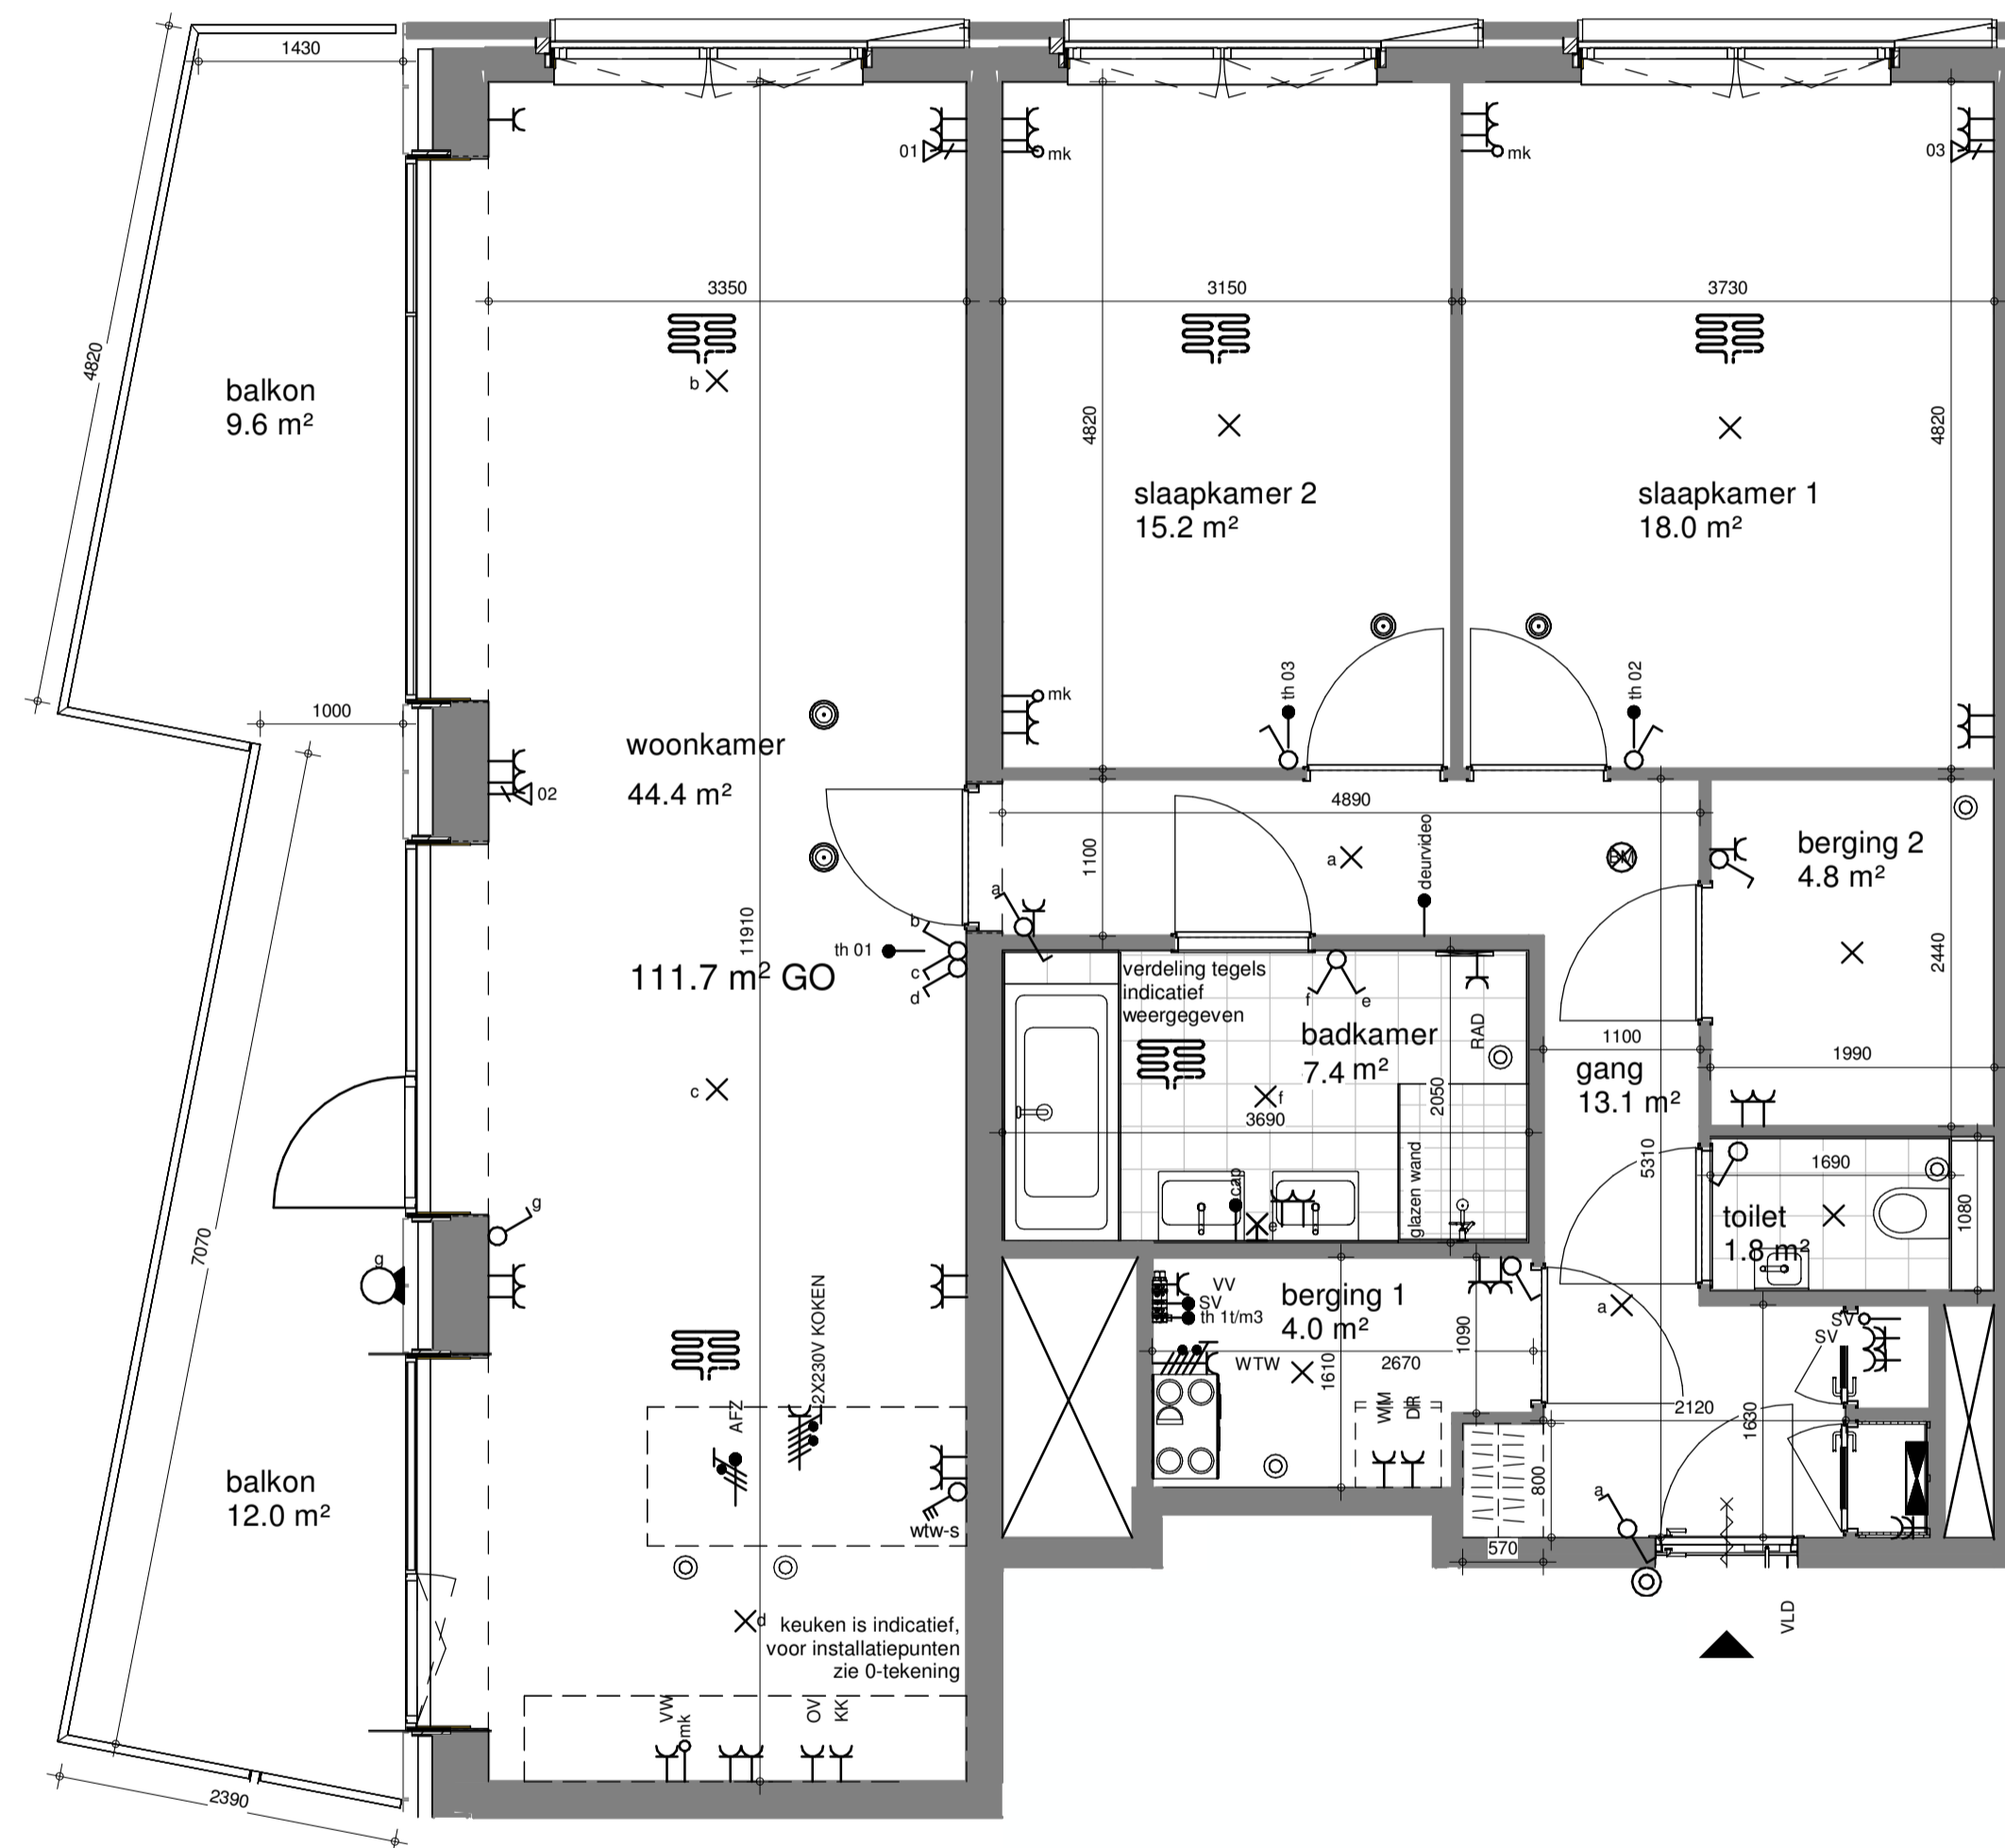 1430
01
mk
mk
03
3350
3150
3730
4820
b
balkon
9.6 m²
4820
4820
slaapkamer 2
15.2 m²
slaapkamer 1
18.0 m²
th 03
th 02
mk
1000
woonkamer
44.4 m²
02
4890
berging 2
4.8 m²
1100
a
deurvideo
a
b
th 01
c
d
11910
111.7 m² GO
verdeling tegels
indicatief
weergegeven
f
e
badkamer
7.4 m²
RAD
2440
1100
1990
gang
13.1 m²
c
f
3690
2050
glazen wand
cap
e
5310
1690
toilet
1.8 m²
1080
7070
g
g
2X230V KOKEN
AFZ
VV
SV
th 1t/m3
berging 1
4.0 m²
WTW
1610
2670
1090
WM
DR
a
SV
SV
2120
1630
800
570
a
VLD
balkon
12.0 m²
wtw-s
d
keuken is indicatief,
voor installatiepunten
zie 0-tekening
VW
mk
OV
KK
2390